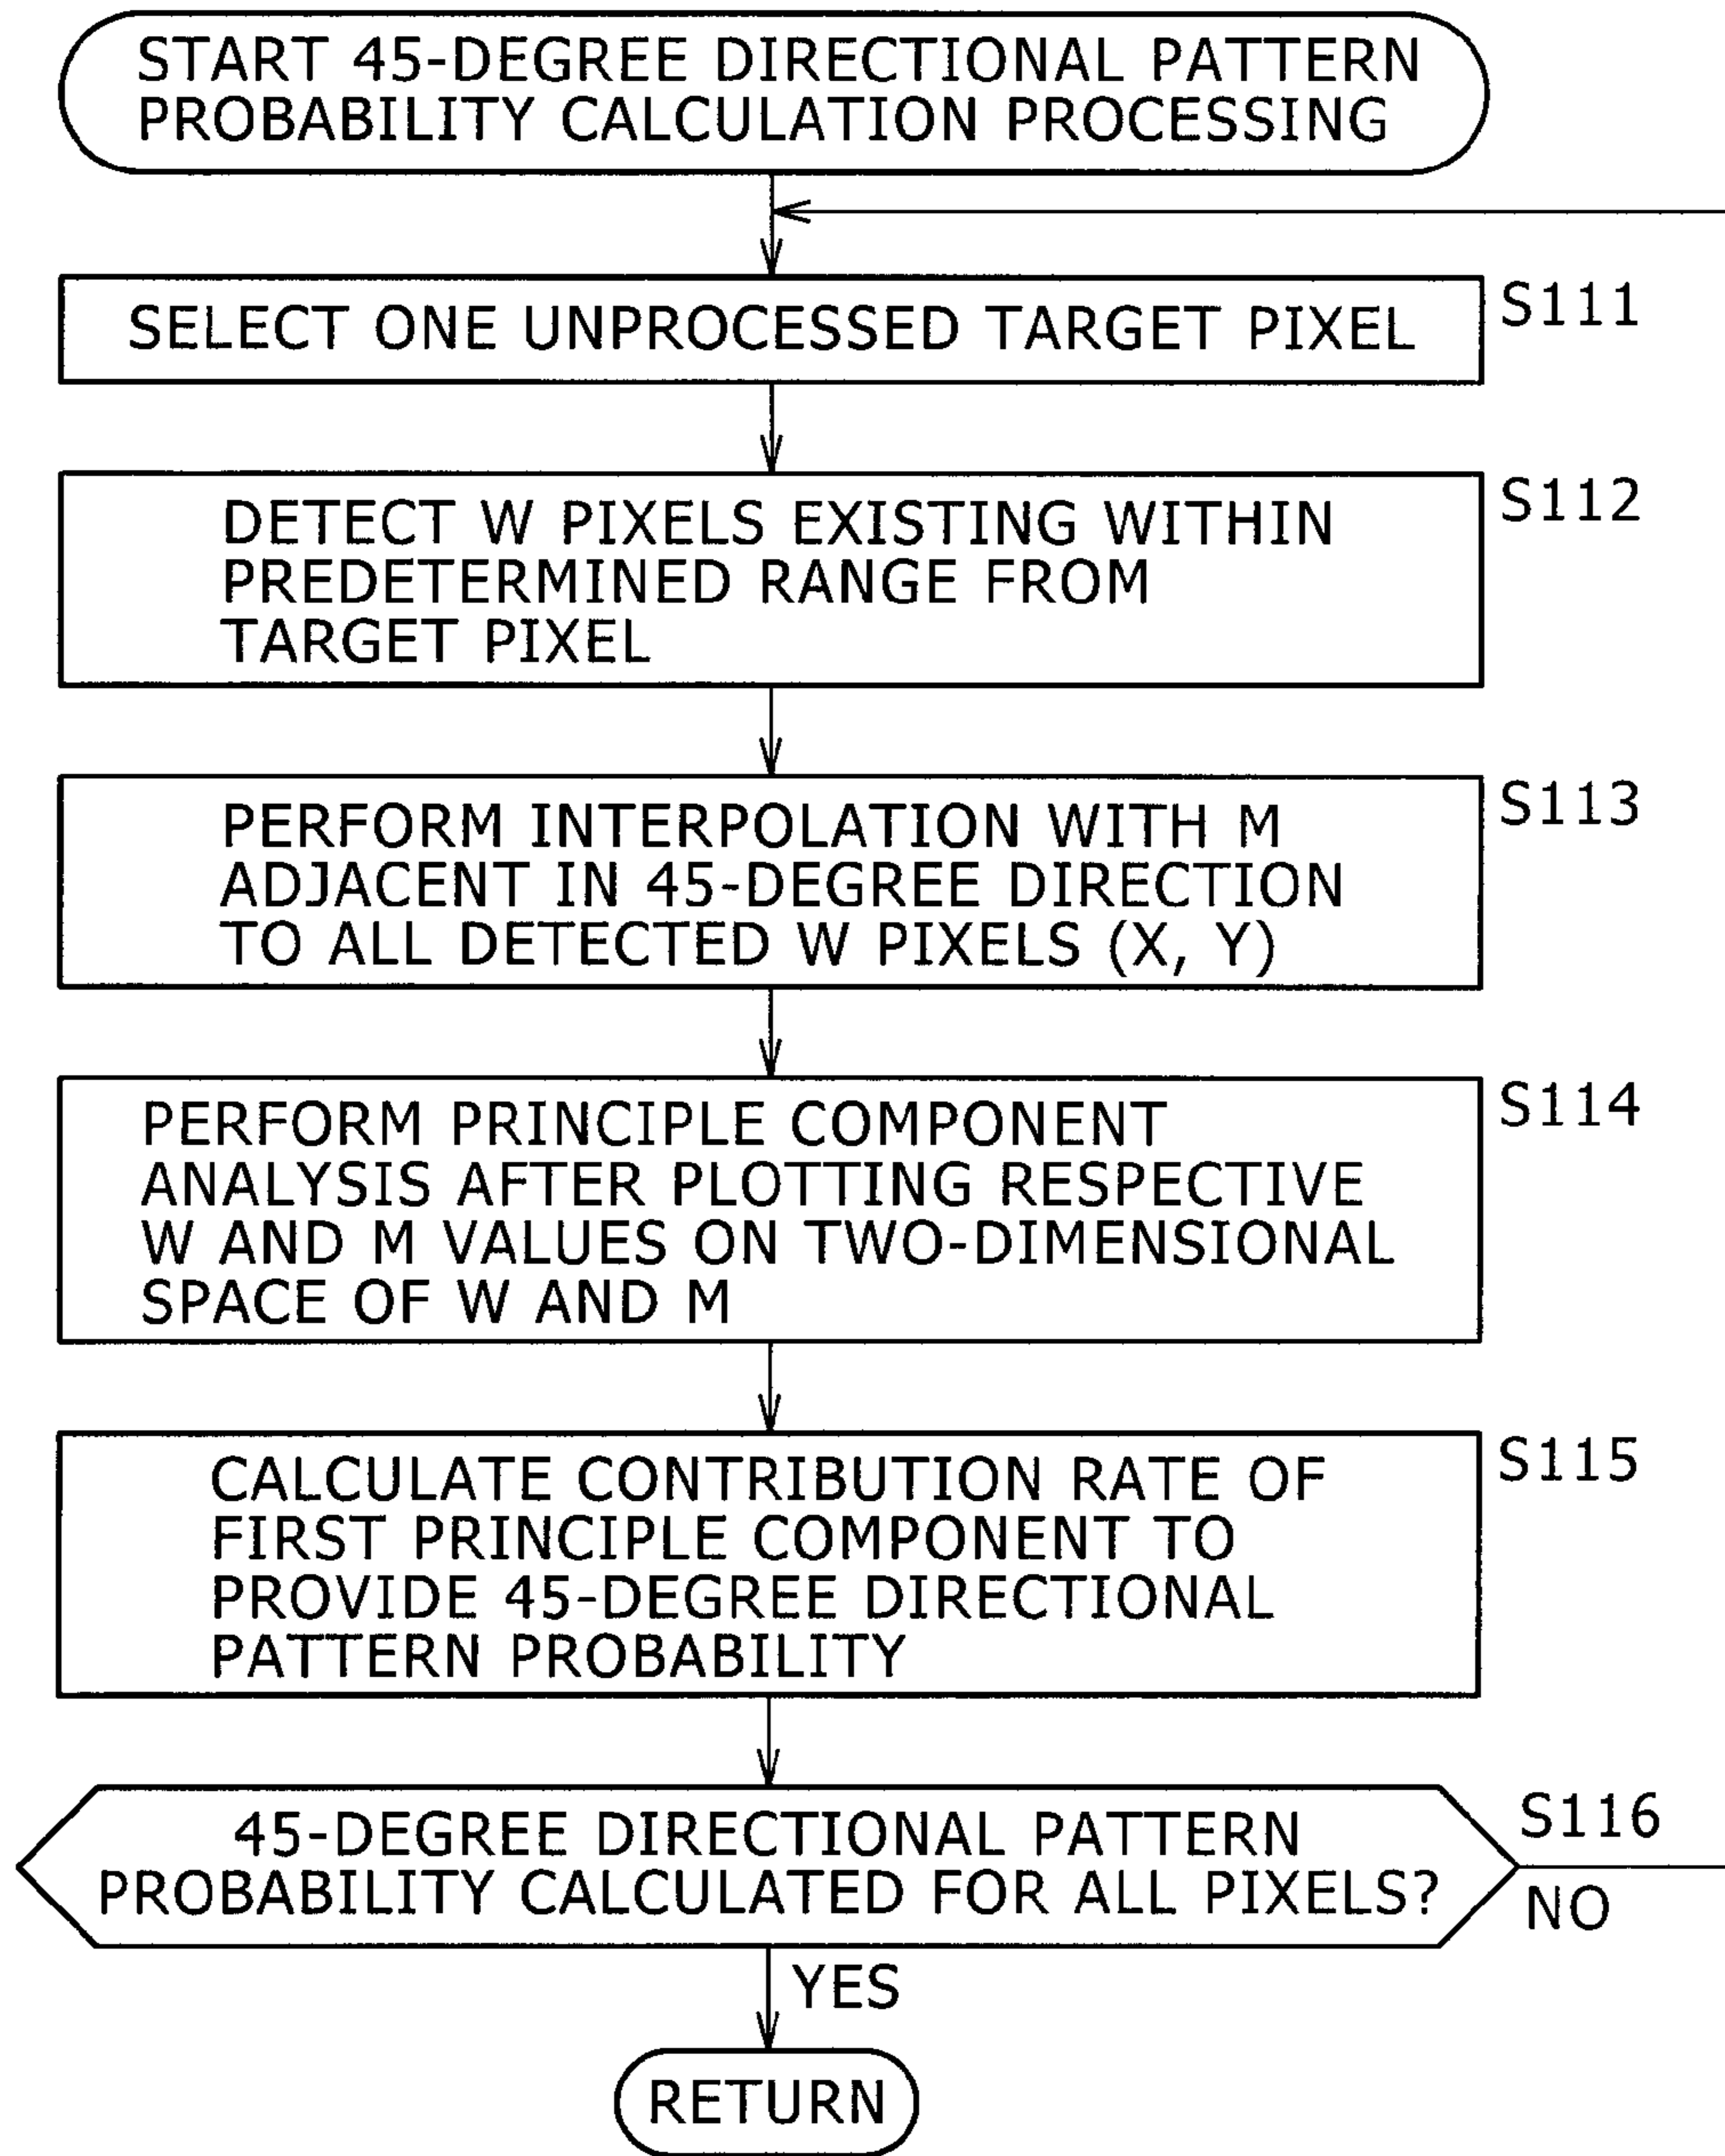 START 45-DEGREE DIRECTIONAL PATTERN
PROBABILITY CALCULATION PROCESSING
SELECT ONE UNPROCESSED TARGET PIXEL
S111
DETECT W PIXELS EXISTING WITHIN
PREDETERMINED RANGE FROM
TARGET PIXEL
S112
PERFORM INTERPOLATION WITH M
ADJACENT IN 45-DEGREE DIRECTION
TO ALL DETECTED W PIXELS (X, Y)
S113
PERFORM PRINCIPLE COMPONENT
ANALYSIS AFTER PLOTTING RESPECTIVE
W AND M VALUES ON TWO-DIMENSIONAL
SPACE OF W AND M
S114
CALCULATE CONTRIBUTION RATE OF
FIRST PRINCIPLE COMPONENT TO
PROVIDE 45-DEGREE DIRECTIONAL
PATTERN PROBABILITY
S115
45-DEGREE DIRECTIONAL PATTERN
PROBABILITY CALCULATED FOR ALL PIXELS?
S116
NO
YES
RETURN